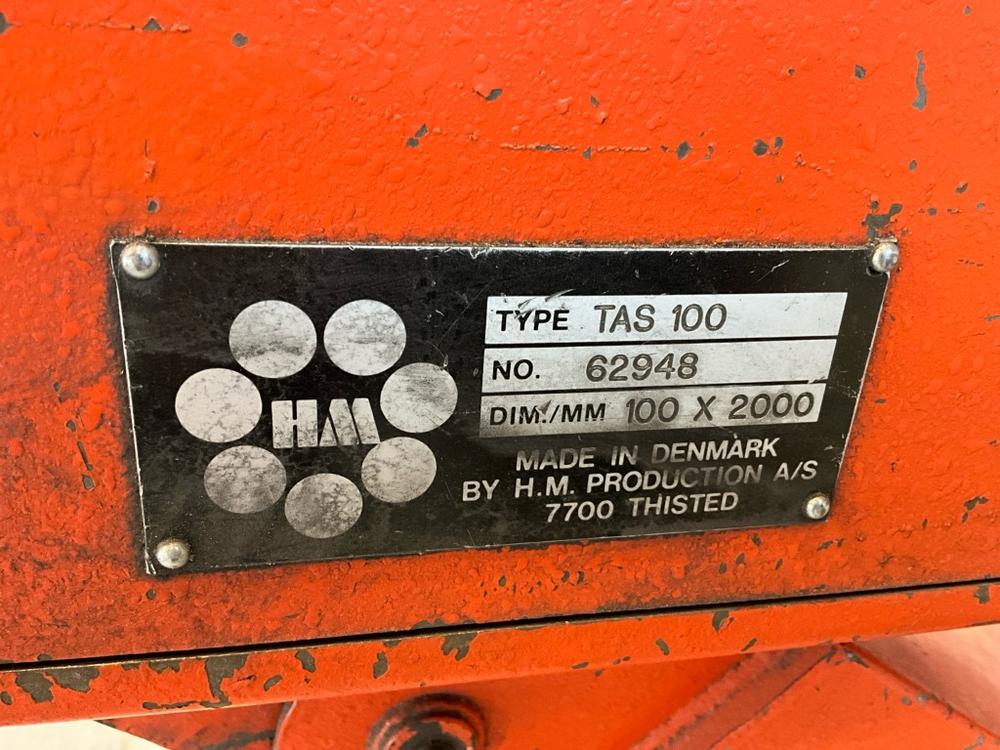 HM
TYPE TAS 100
NO. 62948
DIM./MM 100 X 2000
MADE IN DENMARK
BY H.M. PRODUCTION A/S
7700 THISTED